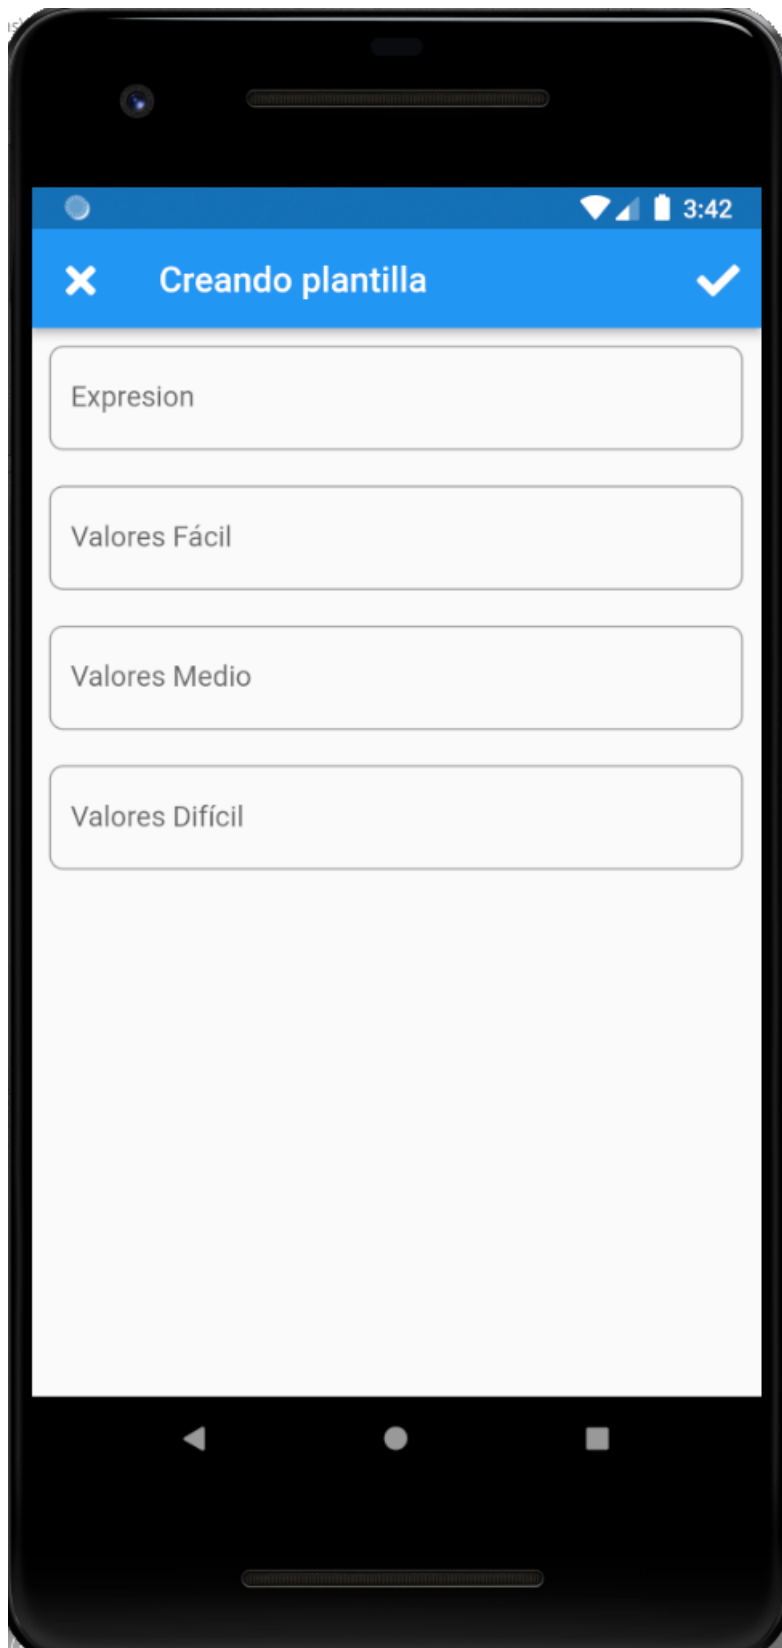 3:42
Creando plantilla
Expresion
Valores Fácil
Valores Medio
Valores Difícil